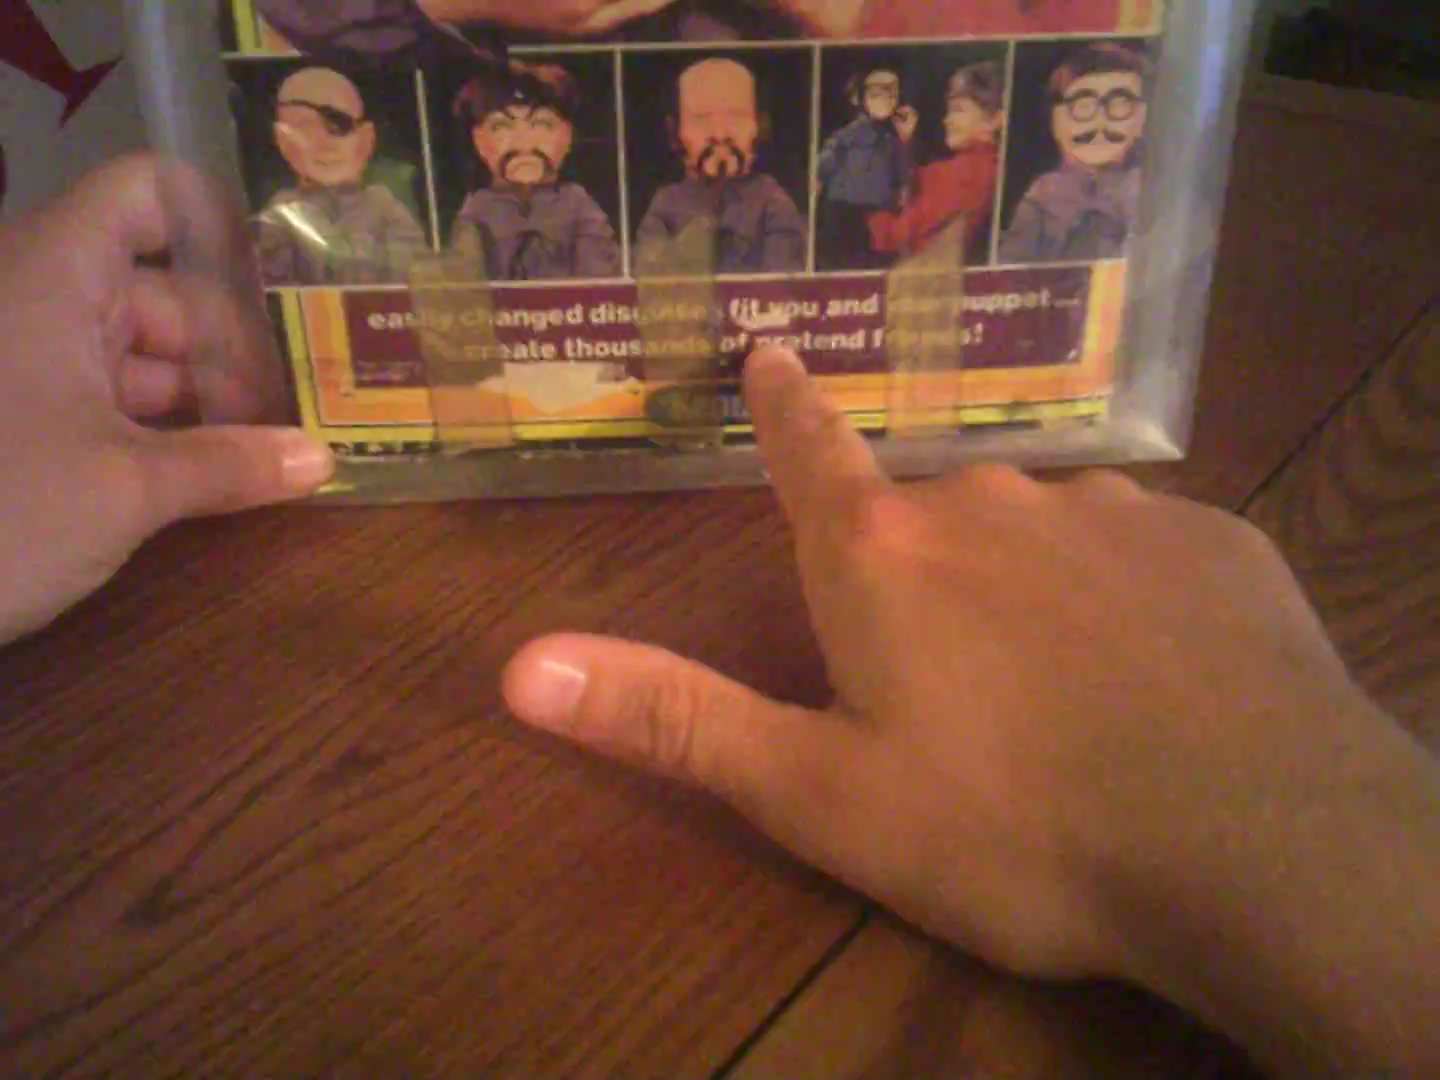 easily changed disguises fit you and your puppet...
create thousands of pretend friends!